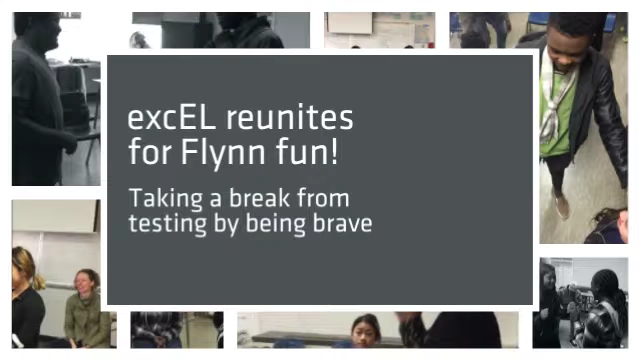 excEL reunites
for Flynn fun!
Taking a break from
testing by being brave